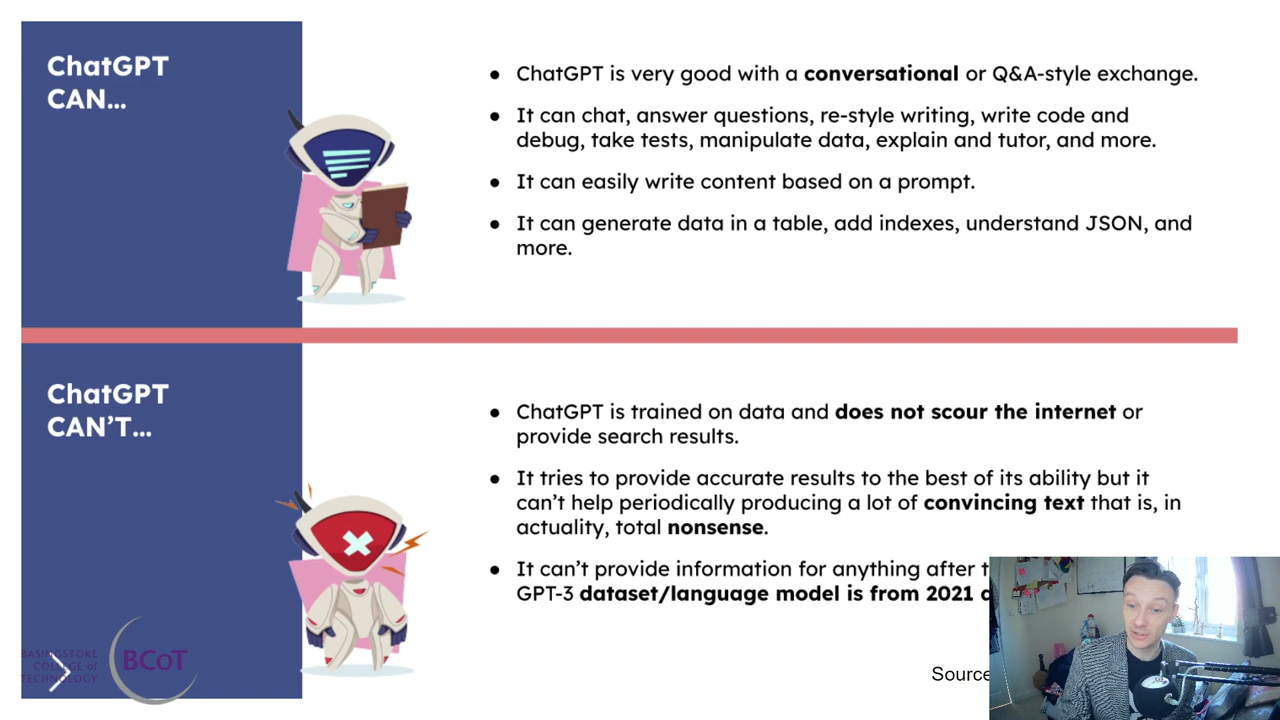 ChatGPT
CAN...
● ChatGPT is very good with a conversational or Q&A-style exchange.
● It can chat, answer questions, re-style writing, write code and
debug, take tests, manipulate data, explain and tutor, and more.
● It can easily write content based on a prompt.
● It can generate data in a table, add indexes, understand JSON, and
more.
ChatGPT
CAN’T...
● ChatGPT is trained on data and does not scour the internet or
provide search results.
● It tries to provide accurate results to the best of its ability but it
can’t help periodically producing a lot of convincing text that is, in
actuality, total nonsense.
● It can’t provide information for anything after
GPT-3 dataset/language model is from 2021
BASINGSTOKE
COLLEGE of
TECHNOLOGY
BCoT
Source